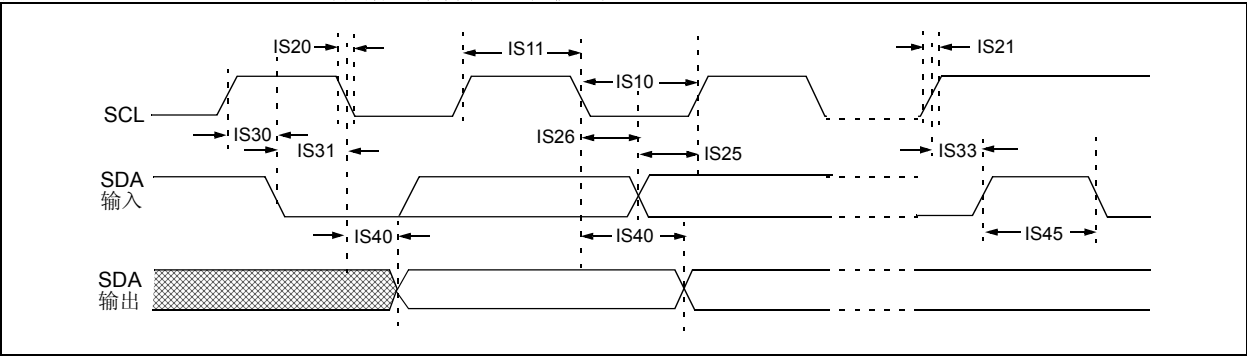 IS20
IS11
IS21
IS10
SCL
IS30
IS31
IS26
IS25
IS33
SDA
输入
IS40
IS40
IS45
SDA
输出